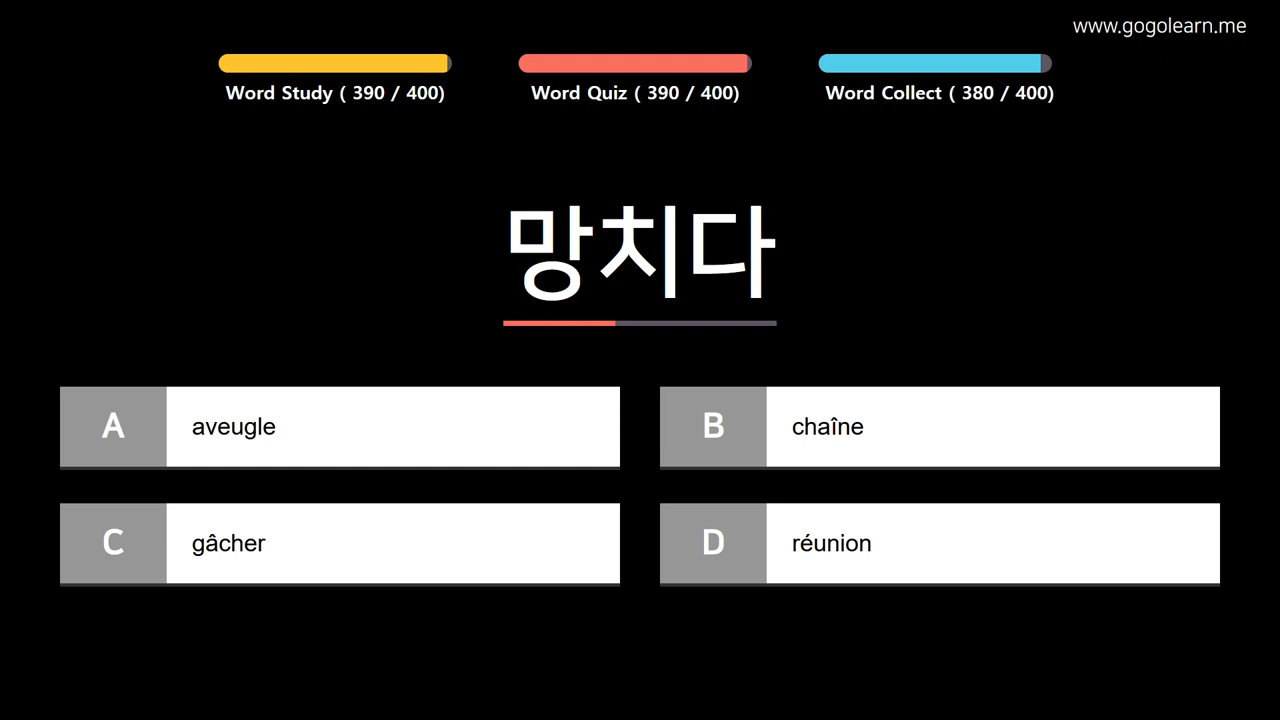 www.gogolearn.me
Word Study ( 390 / 400)
Word Quiz ( 390 / 400)
Word Collect ( 380 / 400)
망치다
A aveugle
B chaîne
C gâcher
D réunion